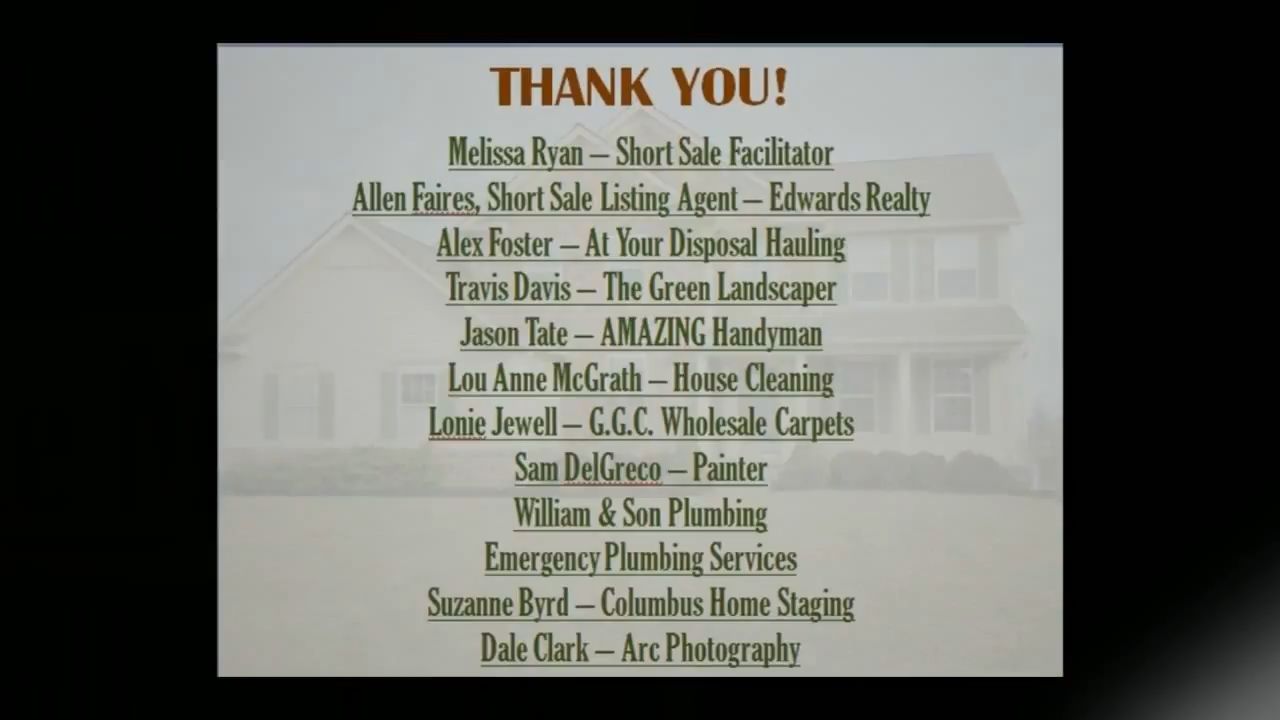 THANK YOU!
Melissa Ryan – Short Sale Facilitator
Allen Faires, Short Sale Listing Agent – Edwards Realty
Alex Foster – At Your Disposal Hauling
Travis Davis – The Green Landscaper
Jason Tate – AMAZING Handyman
Lou Anne McGrath – House Cleaning
Lonie Jewell – G.G.C. Wholesale Carpets
Sam DelGreco – Painter
William & Son Plumbing
Emergency Plumbing Services
Suzanne Byrd – Columbus Home Staging
Dale Clark – Arc Photography